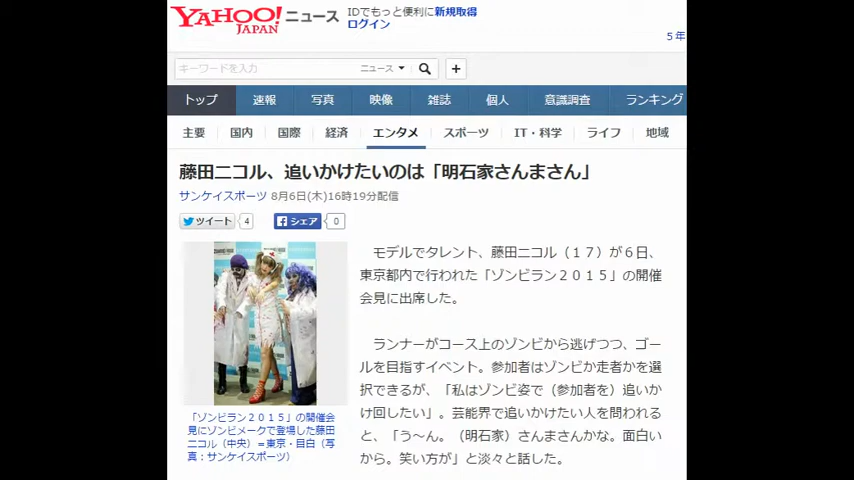 YAHOO! ニュース
JAPAN
IDでもっと便利に新規取得
ログイン
5年
キーワードを入力 ニュース
トップ 速報 写真 映像 雑誌 個人 意識調査 ランキング
主要 国内 国際 経済 エンタメ スポーツ IT・科学 ライフ 地域
藤田ニコル、追いかけたいのは「明石家さんまさん」
サンケイスポーツ 8月6日(木)16時19分配信
ツイート 4 シェア 0
モデルでタレント、藤田ニコル（１７）が６日、
東京都内で行われた「ゾンビラン２０１５」の開催
会見に出席した。
ランナーがコース上のゾンビから逃げつつ、ゴー
ルを目指すイベント。参加者はゾンビか走者かを選
択できるが、「私はゾンビ姿で（参加者を）追いか
け回したい」。芸能界で追いかけたい人を問われる
と、「う〜ん。（明石家）さんまさんかな。面白い
から。笑い方が」と淡々と話した。
「ゾンビラン２０１５」の開催会
見にゾンビメークで登場した藤田
ニコル（中央）＝東京・目白（写
真：サンケイスポーツ）